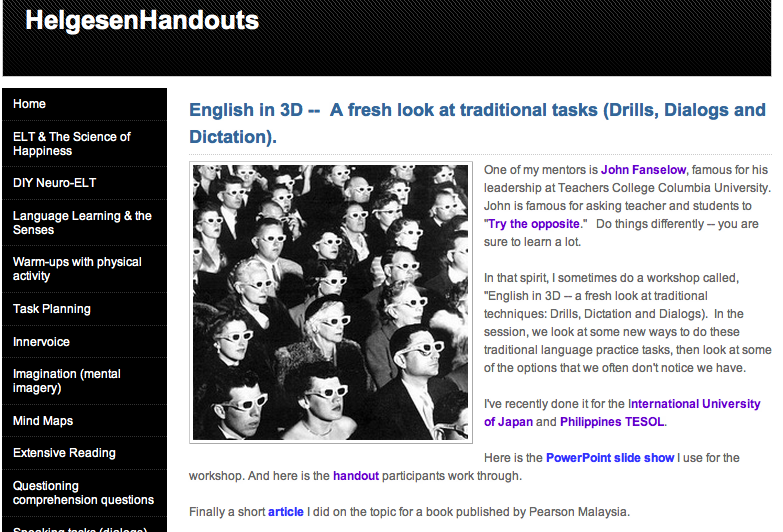 HelgesenHandouts
Home
ELT & The Science of
Happiness
DIY Neuro-ELT
Language Learning & the
Senses
Warm-ups with physical
activity
Task Planning
Innervoice
Imagination (mental
imagery)
Mind Maps
Extensive Reading
Questioning
comprehension questions
Speaking tasks (dialogs)
English in 3D -- A fresh look at traditional tasks (Drills, Dialogs and
Dictation).
One of my mentors is John Fanselow, famous for his
leadership at Teachers College Columbia University.
John is famous for asking teacher and students to
"Try the opposite." Do things differently -- you are
sure to learn a lot.
In that spirit, I sometimes do a workshop called,
"English in 3D -- a fresh look at traditional
techniques: Drills, Dictation and Dialogs). In the
session, we look at some new ways to do these
traditional language practice tasks, then look at some
of the options that we often don't notice we have.
I've recently done it for the International University
of Japan and Philippines TESOL.
Here is the PowerPoint slide show I use for the
workshop. And here is the handout participants work through.
Finally a short article I did on the topic for a book published by Pearson Malaysia.